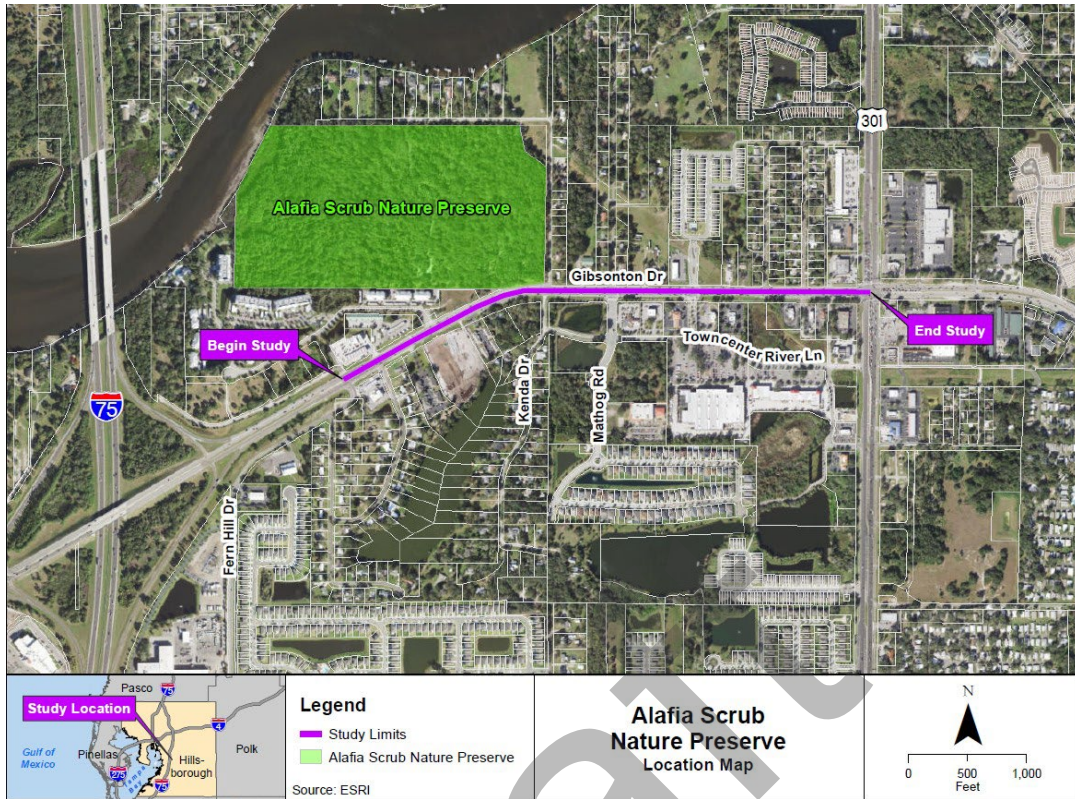 301
Alafia Scrub Nature Preserve
Gibsonton Dr
Begin Study
End Study
Towncenter River Ln
Kenda Dr
Mathog Rd
75
Fern Hill Dr
Pasco
75
Study Location
4
Gulf of
Mexico
Pinellas
Polk
Hills-
borough
275
Tampa
Bay
75
Legend
Study Limits
Alafia Scrub Nature Preserve
Source: ESRI
Alafia Scrub
Nature Preserve
Location Map
N
0 500 1,000
Feet